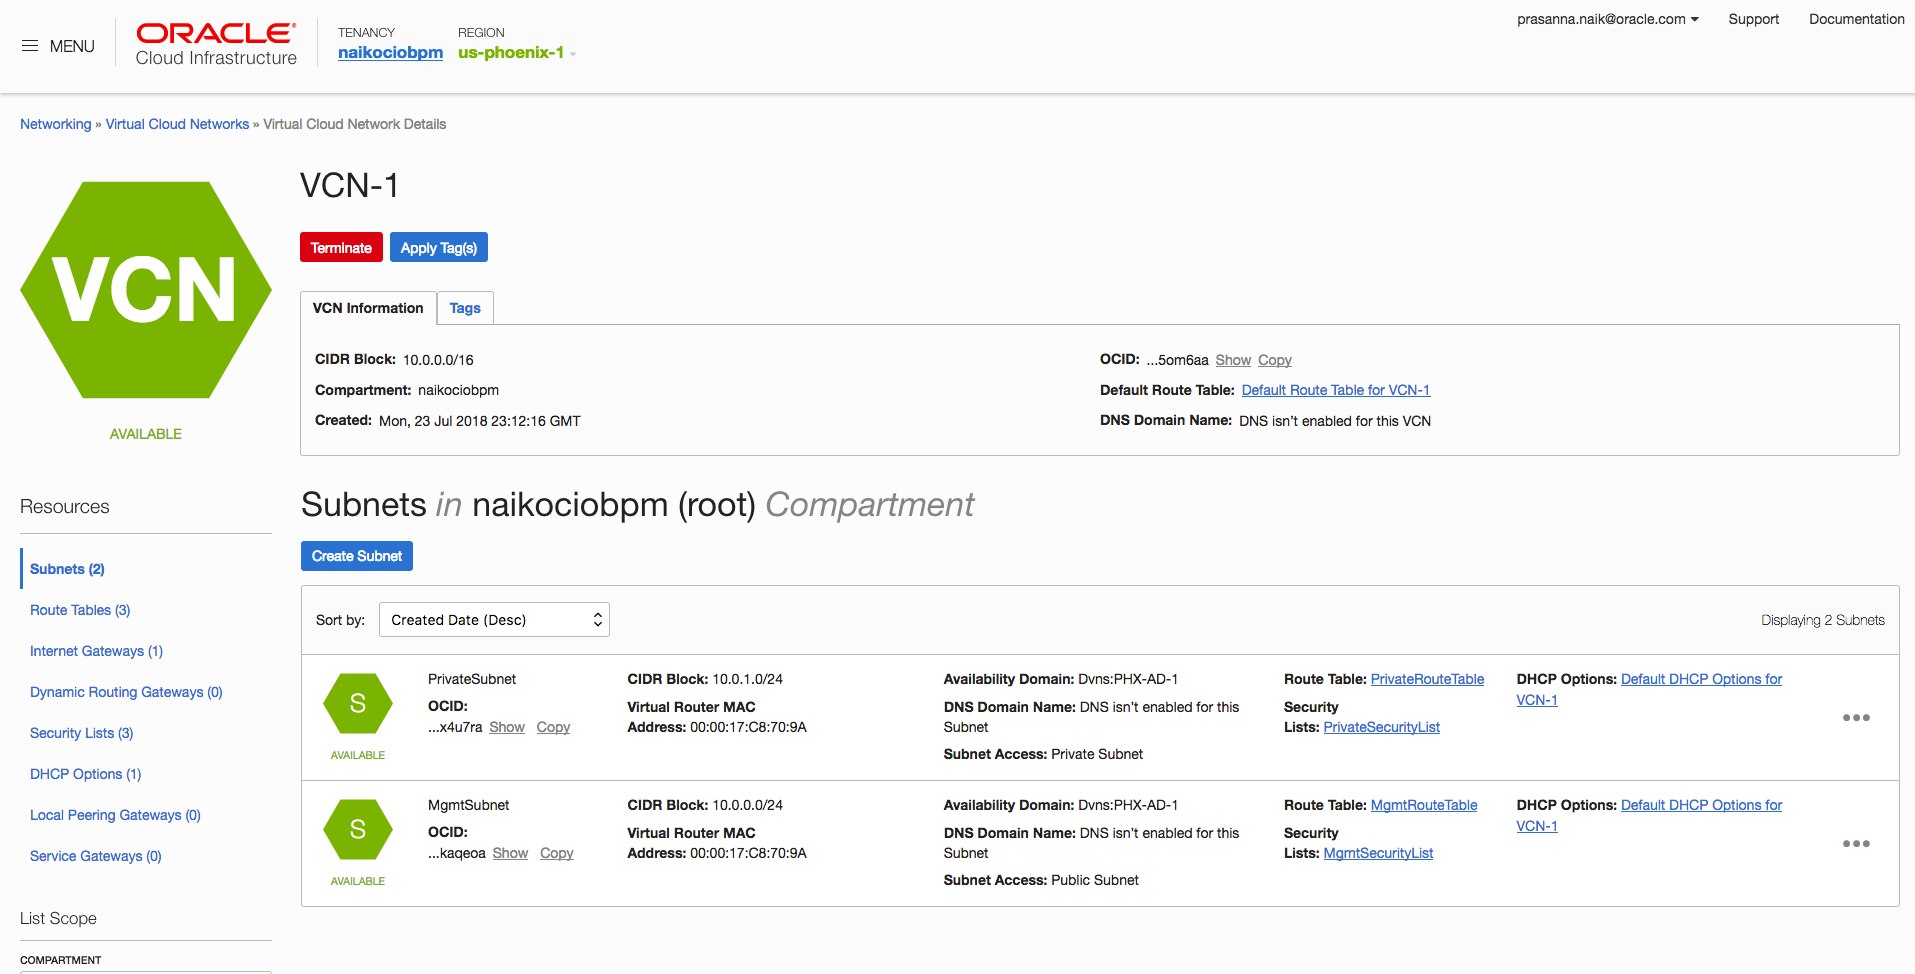 MENU
ORACLE
Cloud Infrastructure
TENANCY
naikociobpm
REGION
us-phoenix-1
prasanna.naik@oracle.com
Support
Documentation
Networking » Virtual Cloud Networks » Virtual Cloud Network Details
VCN
AVAILABLE
VCN-1
Terminate
Apply Tag(s)
VCN Information
Tags
CIDR Block: 10.0.0.0/16
Compartment: naikociobpm
Created: Mon, 23 Jul 2018 23:12:16 GMT
OCID: ...5om6aa Show Copy
Default Route Table: Default Route Table for VCN-1
DNS Domain Name: DNS isn't enabled for this VCN
Resources
Subnets (2)
Route Tables (3)
Internet Gateways (1)
Dynamic Routing Gateways (0)
Security Lists (3)
DHCP Options (1)
Local Peering Gateways (0)
Service Gateways (0)
List Scope
COMPARTMENT
Subnets in naikociobpm (root) Compartment
Create Subnet
Sort by: Created Date (Desc)
Displaying 2 Subnets
S
AVAILABLE
PrivateSubnet
OCID:
...x4u7ra Show Copy
CIDR Block: 10.0.1.0/24
Virtual Router MAC
Address: 00:00:17:C8:70:9A
Availability Domain: Dvns:PHX-AD-1
DNS Domain Name: DNS isn't enabled for this
Subnet
Subnet Access: Private Subnet
Route Table: PrivateRouteTable
Security
Lists: PrivateSecurityList
DHCP Options: Default DHCP Options for
VCN-1
S
AVAILABLE
MgmtSubnet
OCID:
...kaqeoa Show Copy
CIDR Block: 10.0.0.0/24
Virtual Router MAC
Address: 00:00:17:C8:70:9A
Availability Domain: Dvns:PHX-AD-1
DNS Domain Name: DNS isn't enabled for this
Subnet
Subnet Access: Public Subnet
Route Table: MgmtRouteTable
Security
Lists: MgmtSecurityList
DHCP Options: Default DHCP Options for
VCN-1